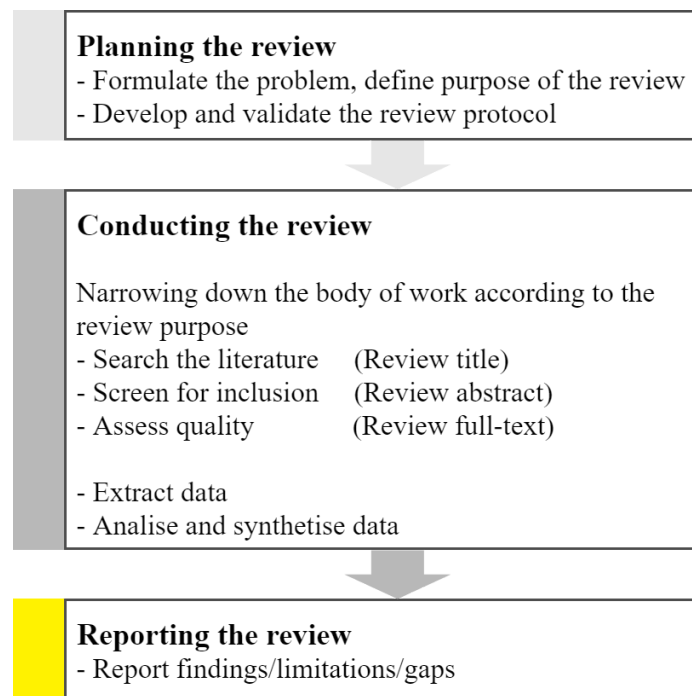 Planning the review
- Formulate the problem, define purpose of the review
- Develop and validate the review protocol
Conducting the review
Narrowing down the body of work according to the
review purpose
- Search the literature (Review title)
- Screen for inclusion (Review abstract)
- Assess quality (Review full-text)
- Extract data
- Analise and synthetise data
Reporting the review
- Report findings/limitations/gaps